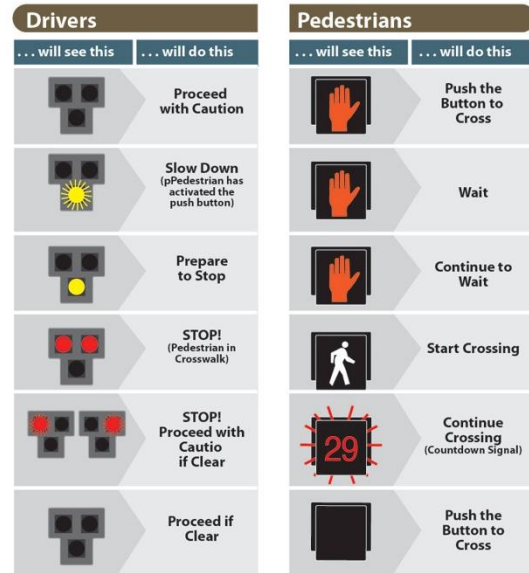 Drivers
. . . will see this
. . . will do this
Proceed
with Caution
Slow Down
(pPedestrian has
activated the
push button)
Prepare
to Stop
STOP!
(Pedestrian in
Crosswalk)
STOP!
Proceed with
Cautio
if Clear
Proceed if
Clear
Pedestrians
. . . will see this
. . . will do this
Push the
Button to
Cross
Wait
Continue to
Wait
Start Crossing
29
Continue
Crossing
(Countdown Signal)
Push the
Button to
Cross